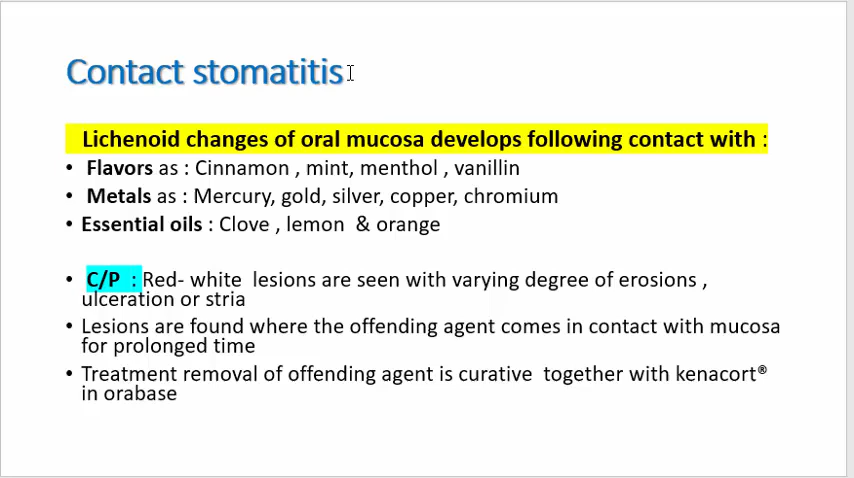 Contact stomatitis
Lichenoid changes of oral mucosa develops following contact with :
• Flavors as : Cinnamon , mint, menthol , vanillin
• Metals as : Mercury, gold, silver, copper, chromium
• Essential oils : Clove , lemon & orange
• C/P : Red- white lesions are seen with varying degree of erosions ,
ulceration or stria
• Lesions are found where the offending agent comes in contact with mucosa
for prolonged time
• Treatment removal of offending agent is curative together with kenacort®
in orabase